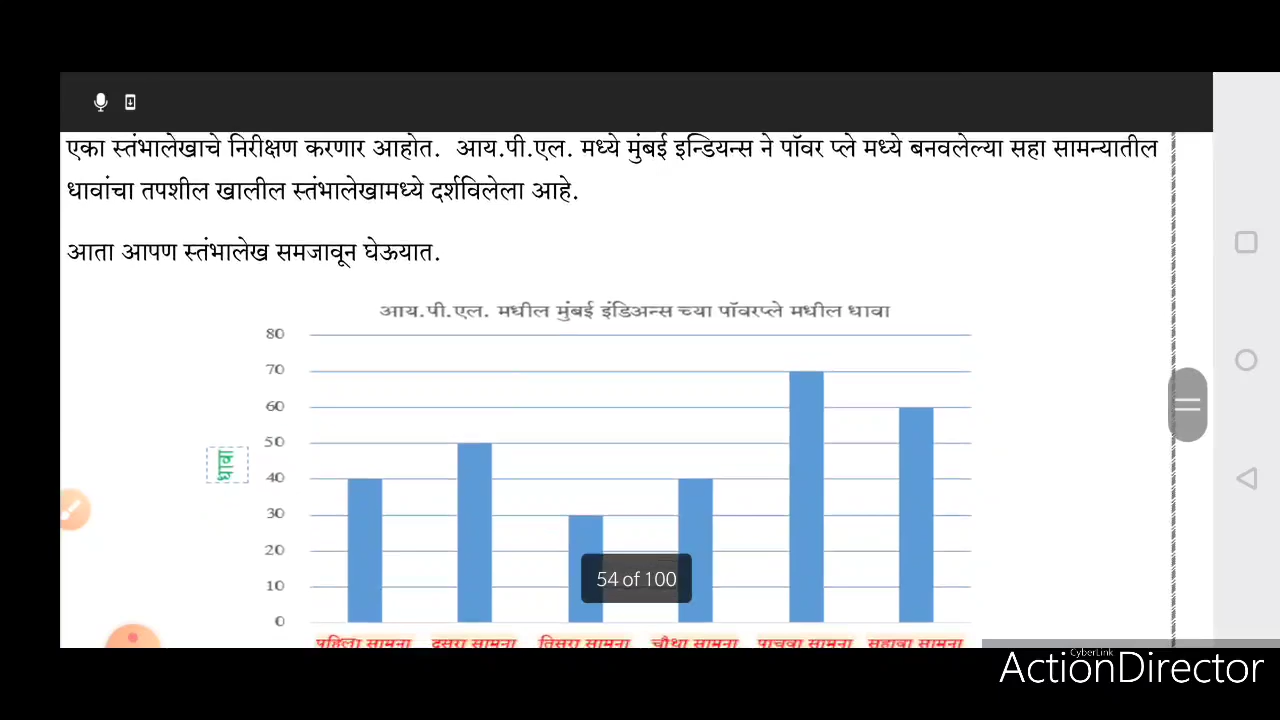 एका स्तंभालेखाचे निरीक्षण करणार आहोत. आय.पी.एल. मध्ये मुंबई इन्डियन्स ने पॉवर प्ले मध्ये बनवलेल्या सहा सामन्यातील
धावांचा तपशील खालील स्तंभालेखामध्ये दर्शविलेला आहे.
आता आपण स्तंभालेख समजावून घेऊयात.
आय.पी.एल. मधील मुंबई इंडिअन्स च्या पॉवरप्ले मधील धावा
80
70
60
50
40
30
20
10
0
धावा
54 of 100
पहिला सामना दुसरा सामना तिसरा सामना चौथा सामना पाचवा सामना सहावा सामना
CyberLink
ActionDirector